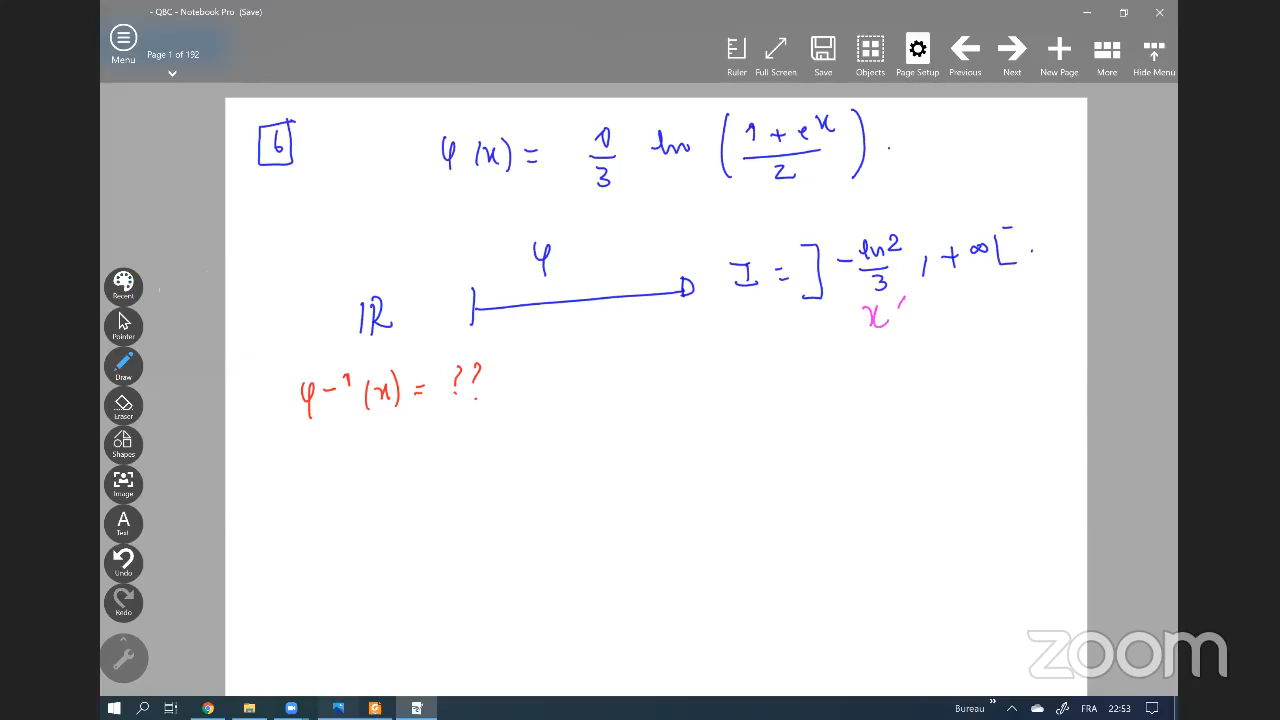 - QBC - Notebook Pro (Save)
Menu
Page 1 of 192
Ruler Full Screen Save Objects Page Setup Previous Next New Page More Hide Menu
6 φ(x) = 1/3 ln ((1 + e^x)/2) .
φ
ℝ I = ] -ln2/3 , +∞ [ .
x'
φ-¹(x) = ??
Recent
Pointer
Draw
Eraser
Shapes
Image
A
Text
Undo
Redo
zoom
Bureau » FRA 22:53